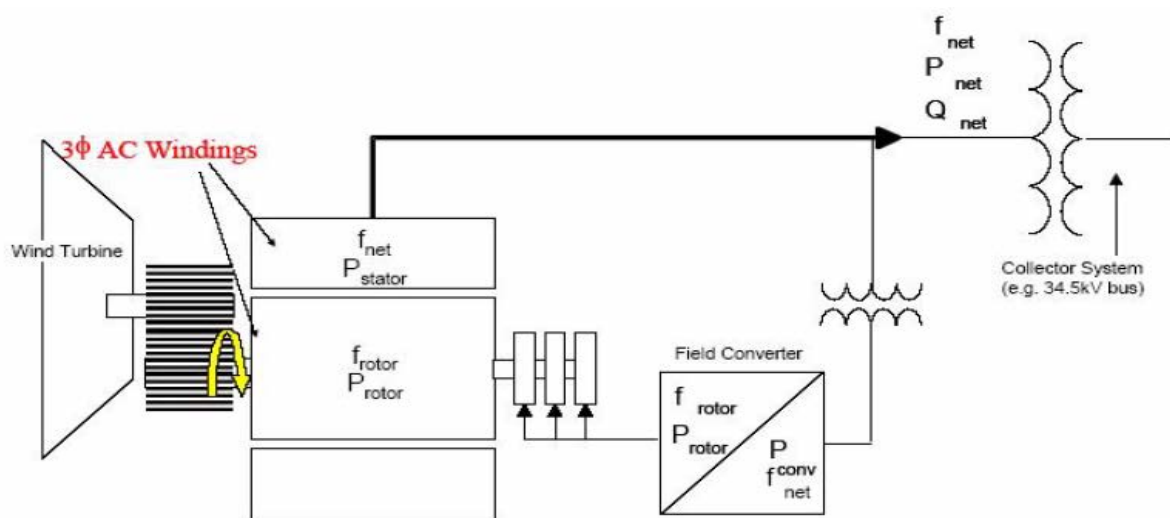 f net
P net
Q net
3ϕ AC Windings
Wind Turbine
f net
P stator
Collector System
(e.g. 34.5kV bus)
f rotor
P rotor
Field Converter
f rotor
P rotor
P conv
f net